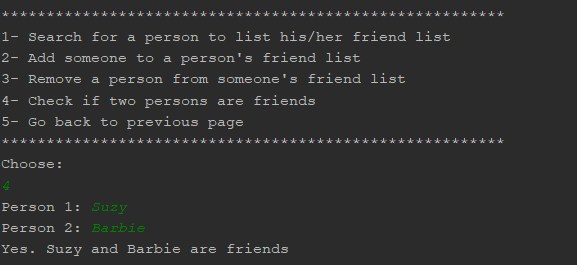 ********************************************************
1- Search for a person to list his/her friend list
2- Add someone to a person's friend list
3- Remove a person from someone's friend list
4- Check if two persons are friends
5- Go back to previous page
********************************************************
Choose:
4
Person 1: Suzy
Person 2: Barbie
Yes. Suzy and Barbie are friends